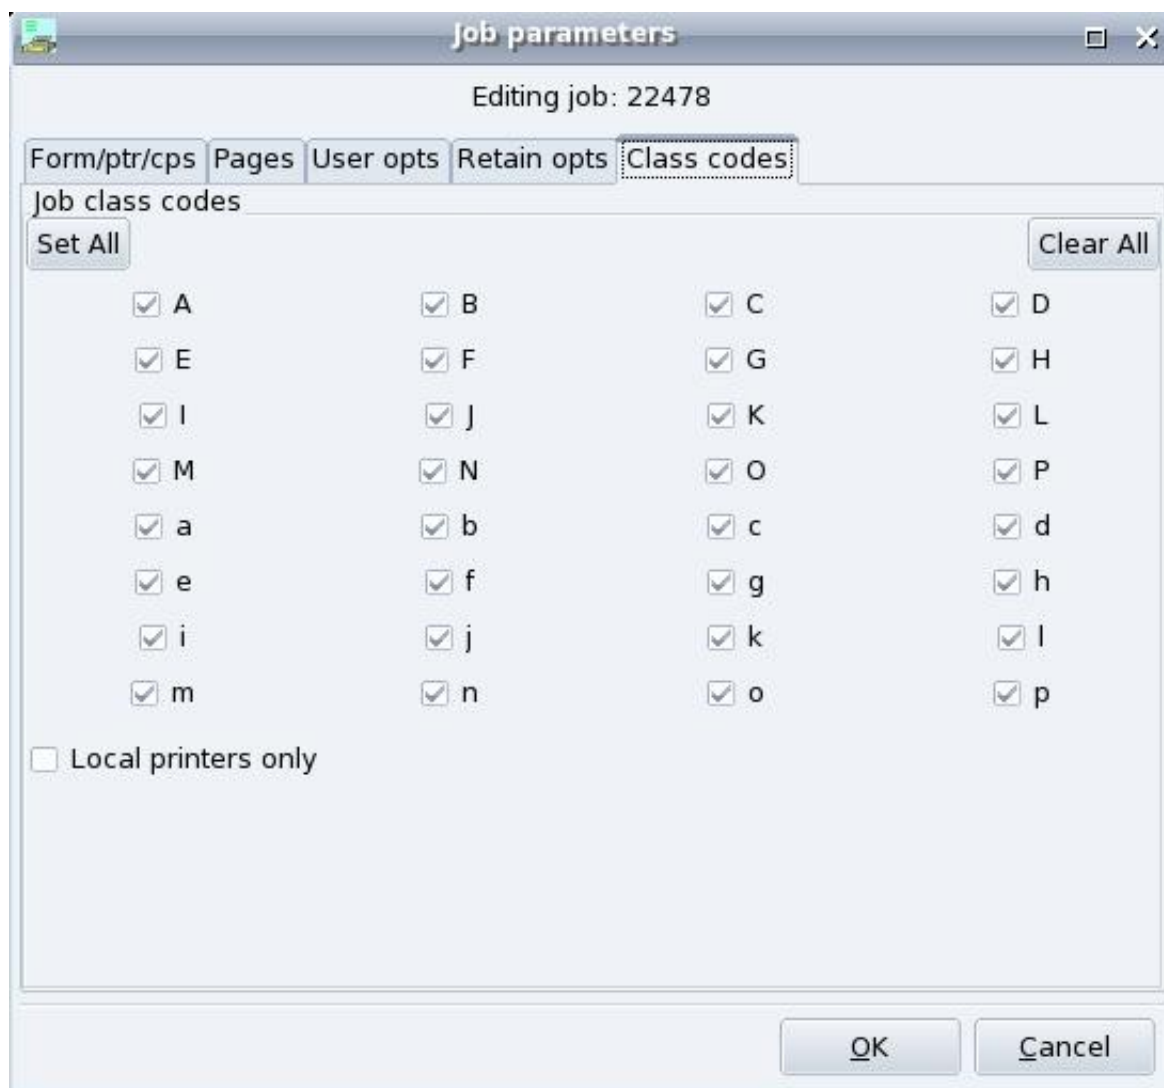 Job parameters
Editing job: 22478
Form/ptr/cps Pages User opts Retain opts Class codes
Job class codes
Set All Clear All
A B C D
E F G H
I J K L
M N O P
a b c d
e f g h
i j k l
m n o p
Local printers only
OK Cancel